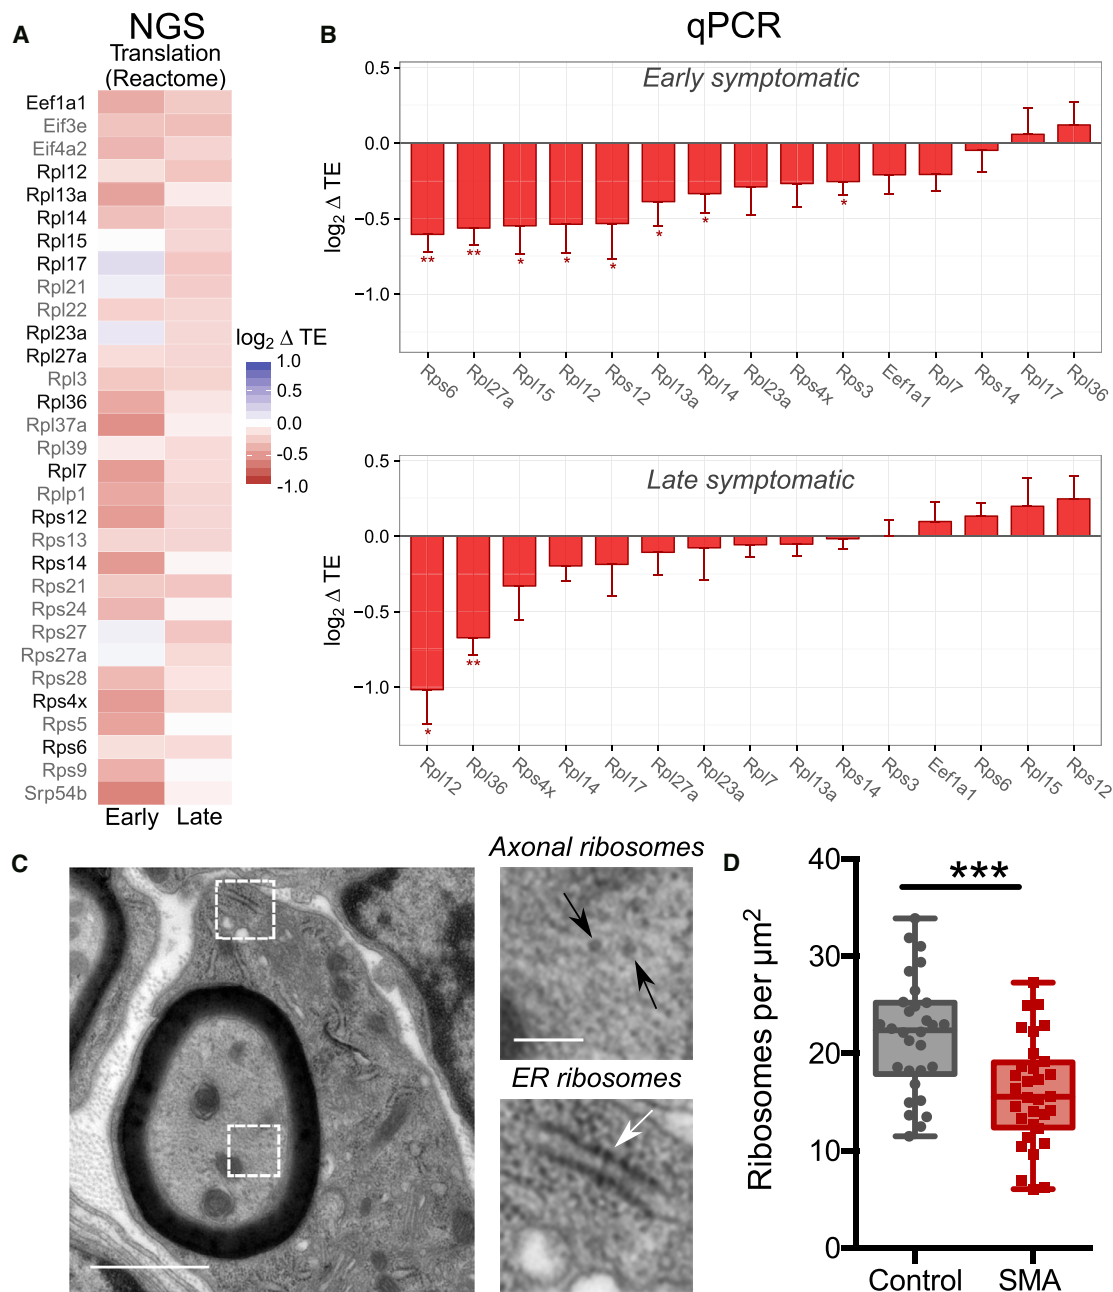 A
NGS
Translation
(Reactome)
Eef1a1
Eif3e
Eif4a2
Rpl12
Rpl13a
Rpl14
Rpl15
Rpl17
Rpl21
Rpl22
Rpl23a
Rpl27a
Rpl3
Rpl36
Rpl37a
Rpl39
Rpl7
Rplp1
Rps12
Rps13
Rps14
Rps21
Rps24
Rps27
Rps27a
Rps28
Rps4x
Rps5
Rps6
Rps9
Srp54b
Early Late
log₂ Δ TE
1.0
0.5
0.0
-0.5
-1.0
B
qPCR
Early symptomatic
log₂ Δ TE
0.5
0.0
−0.5
−1.0
** ** * * * * * *
Rps6 Rpl27a Rpl15 Rpl12 Rps12 Rpl13a Rpl14 Rpl23a Rps4x Rps3 Eef1a1 Rpl7 Rps14 Rpl17 Rpl36
Late symptomatic
log₂ Δ TE
0.5
0.0
−0.5
−1.0
* **
Rpl12 Rpl36 Rps4x Rpl14 Rpl17 Rpl27a Rpl23a Rpl7 Rpl13a Rps14 Rps3 Eef1a1 Rps6 Rpl15 Rps12
C
Axonal ribosomes
ER ribosomes
D
Ribosomes per µm²
40
30
20
10
0
***
Control SMA